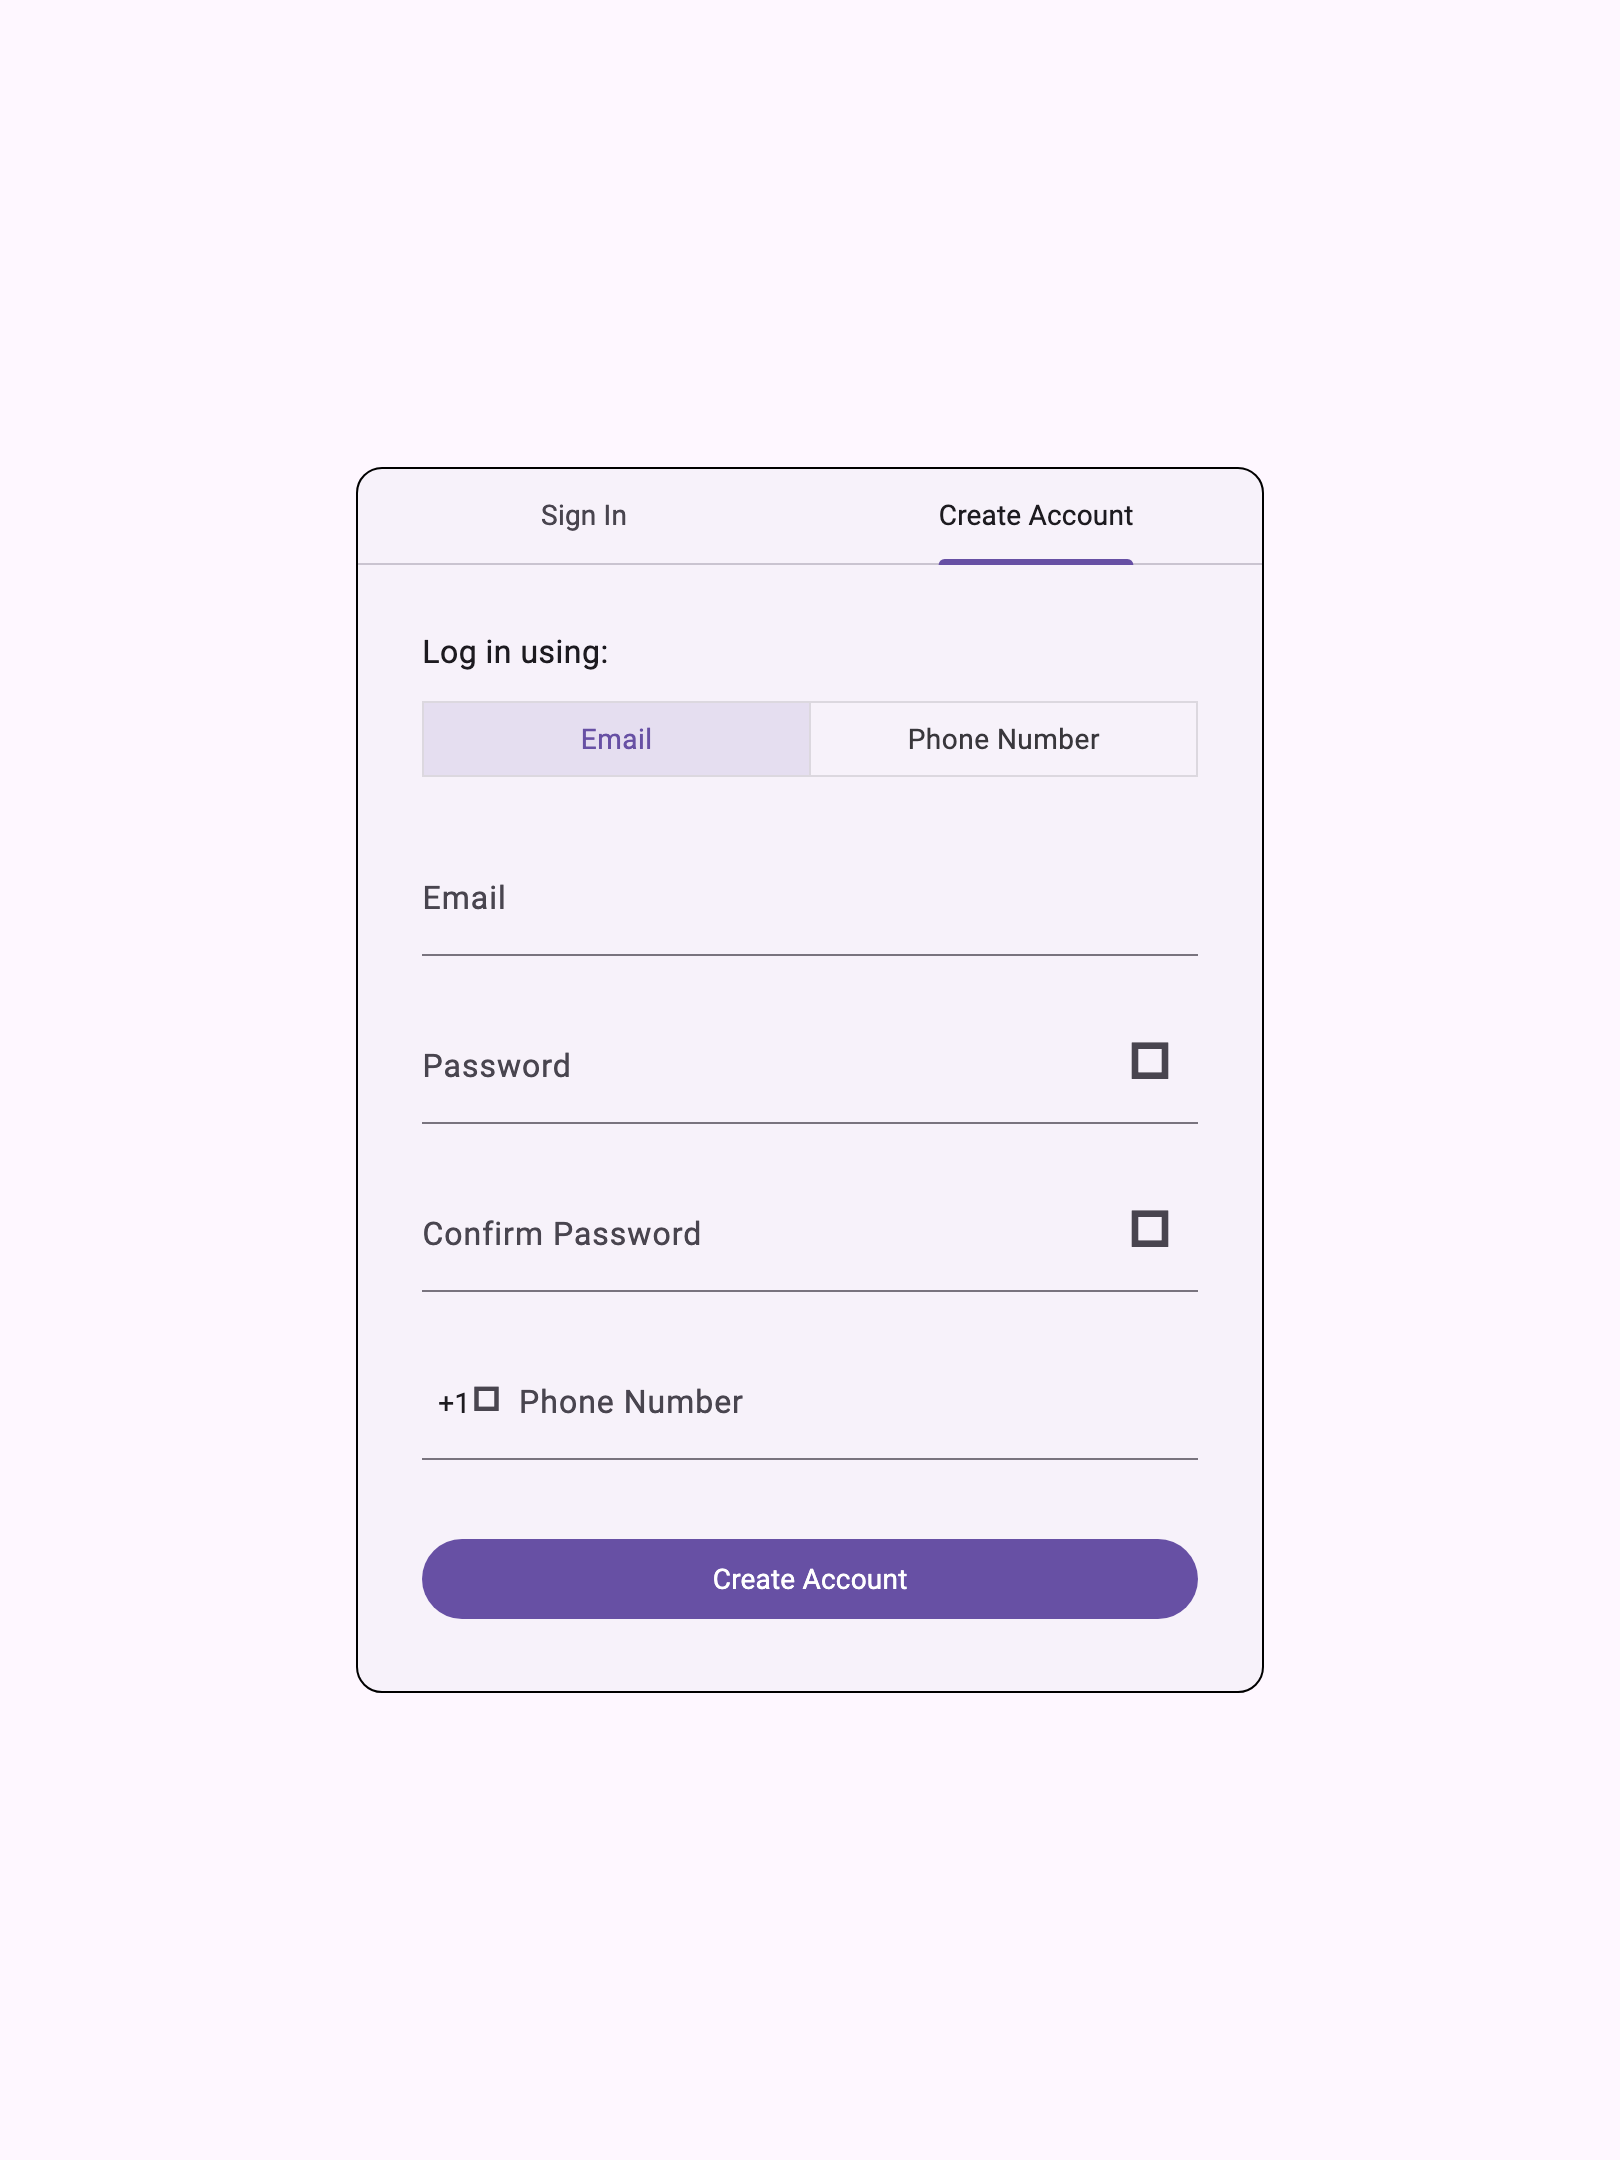 Sign In
Create Account
Log in using:
Email
Phone Number
Email
Password
Confirm Password
+1 Phone Number
Create Account